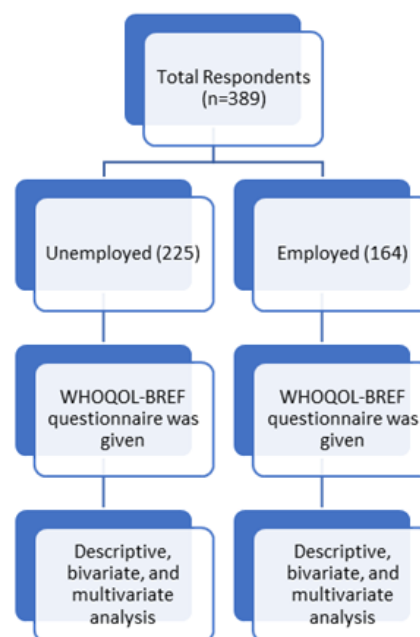 Total Respondents
(n=389)
Unemployed (225)
Employed (164)
WHOQOL-BREF
questionnaire was
given
WHOQOL-BREF
questionnaire was
given
Descriptive,
bivariate, and
multivariate
analysis
Descriptive,
bivariate, and
multivariate
analysis